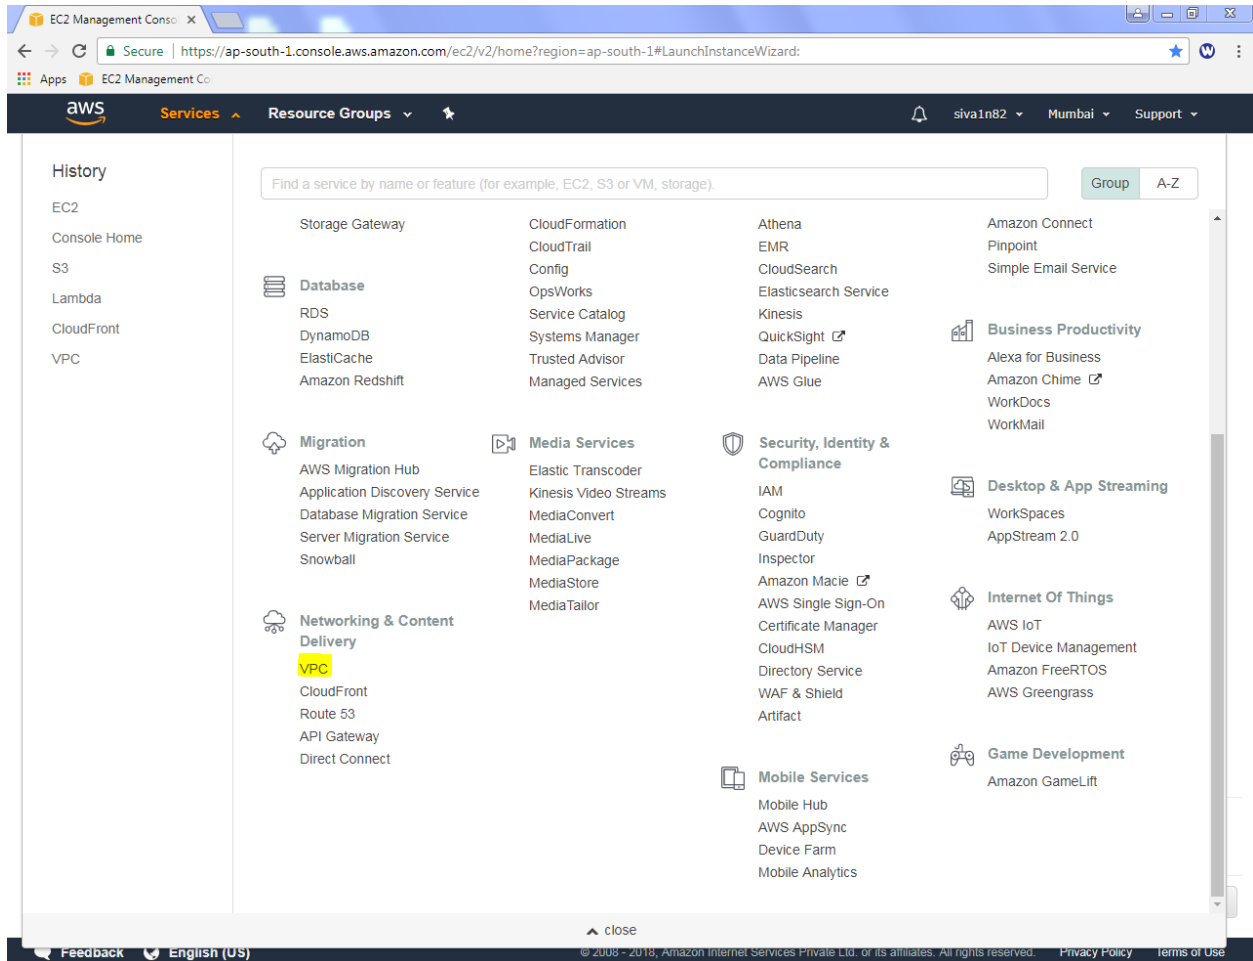 EC2 Management Conso
Secure | https://ap-south-1.console.aws.amazon.com/ec2/v2/home?region=ap-south-1#LaunchInstanceWizard:
Apps EC2 Management Co
aws Services Resource Groups siva1n82 Mumbai Support
History
EC2
Console Home
S3
Lambda
CloudFront
VPC
Find a service by name or feature (for example, EC2, S3 or VM, storage).
Group A-Z
Storage Gateway
Database
RDS
DynamoDB
ElastiCache
Amazon Redshift
Migration
AWS Migration Hub
Application Discovery Service
Database Migration Service
Server Migration Service
Snowball
Networking & Content
Delivery
VPC
CloudFront
Route 53
API Gateway
Direct Connect
CloudFormation
CloudTrail
Config
OpsWorks
Service Catalog
Systems Manager
Trusted Advisor
Managed Services
Media Services
Elastic Transcoder
Kinesis Video Streams
MediaConvert
MediaLive
MediaPackage
MediaStore
MediaTailor
Athena
EMR
CloudSearch
Elasticsearch Service
Kinesis
QuickSight
Data Pipeline
AWS Glue
Security, Identity &
Compliance
IAM
Cognito
GuardDuty
Inspector
Amazon Macie
AWS Single Sign-On
Certificate Manager
CloudHSM
Directory Service
WAF & Shield
Artifact
Mobile Services
Mobile Hub
AWS AppSync
Device Farm
Mobile Analytics
Amazon Connect
Pinpoint
Simple Email Service
Business Productivity
Alexa for Business
Amazon Chime
WorkDocs
WorkMail
Desktop & App Streaming
WorkSpaces
AppStream 2.0
Internet Of Things
AWS IoT
IoT Device Management
Amazon FreeRTOS
AWS Greengrass
Game Development
Amazon GameLift
close
Feedback English (US) © 2008 - 2018, Amazon Internet Services Private Ltd. or its affiliates. All rights reserved. Privacy Policy Terms of Use